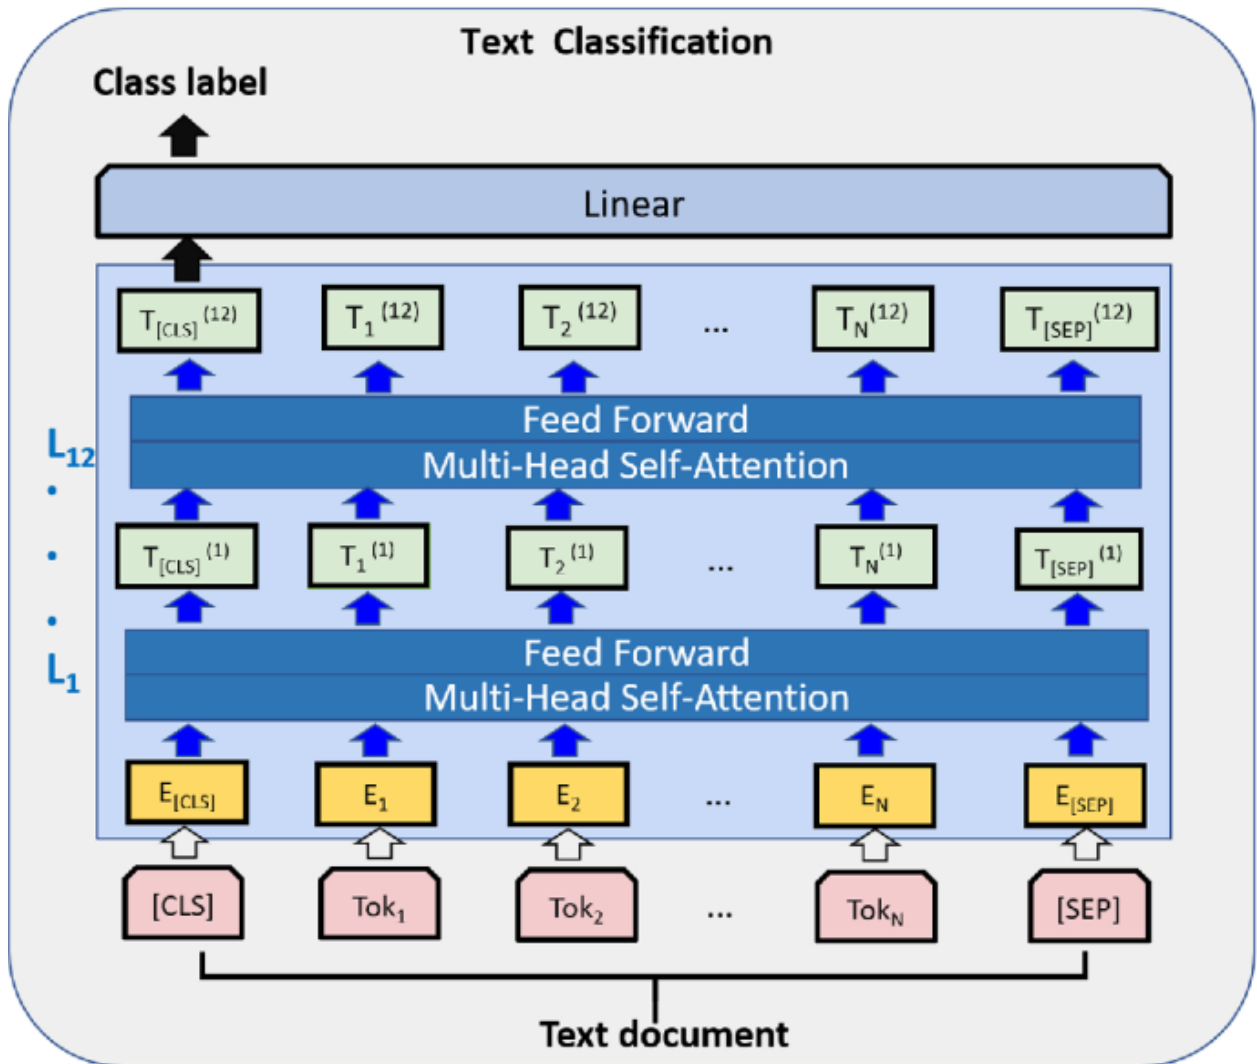 Text Classification
Class label
Linear
T[CLS](12) T1(12) T2(12) ... TN(12) T[SEP](12)
Feed Forward
L12
Multi-Head Self-Attention
T[CLS](1) T1(1) T2(1) ... TN(1) T[SEP](1)
Feed Forward
L1
Multi-Head Self-Attention
E[CLS] E1 E2 ... EN E[SEP]
[CLS] Tok1 Tok2 ... TokN [SEP]
Text document